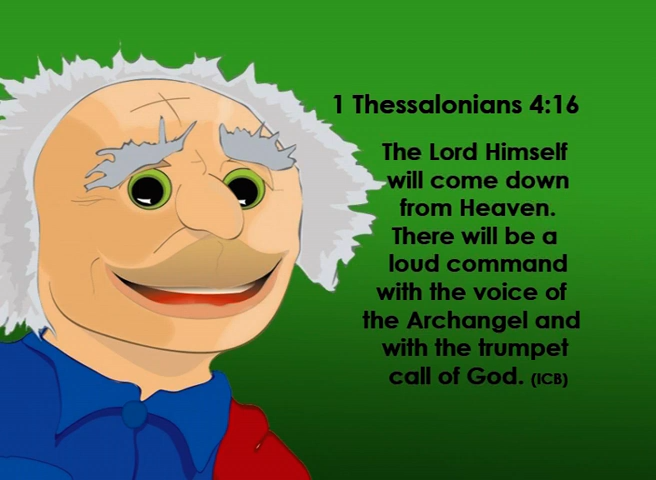 1 Thessalonians 4:16
The Lord Himself
will come down
from Heaven.
There will be a
loud command
with the voice of
the Archangel and
with the trumpet
call of God. (ICB)